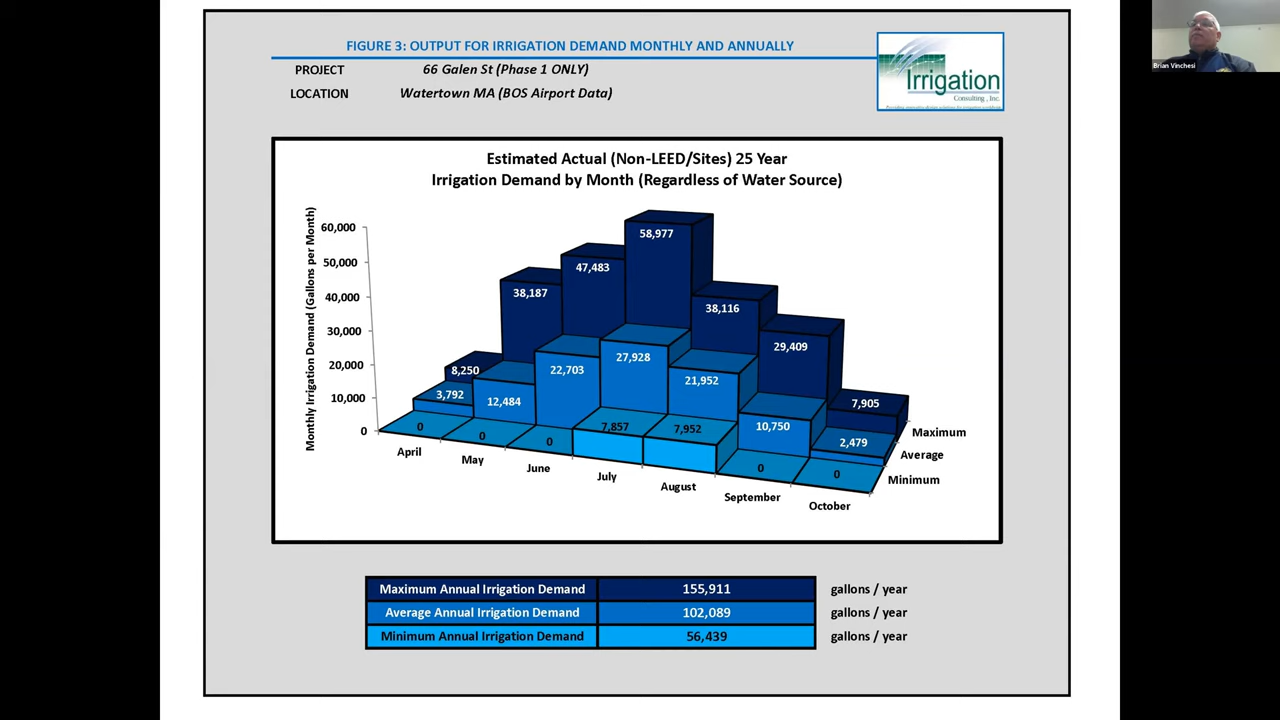 FIGURE 3: OUTPUT FOR IRRIGATION DEMAND MONTHLY AND ANNUALLY
PROJECT 66 Galen St (Phase 1 ONLY)
LOCATION Watertown MA (BOS Airport Data)
Irrigation
Consulting, Inc.
Brian Vinchesi
Estimated Actual (Non-LEED/Sites) 25 Year
Irrigation Demand by Month (Regardless of Water Source)
Monthly Irrigation Demand (Gallons per Month)
60,000
50,000
40,000
30,000
20,000
10,000
0
8,250
38,187
47,483
58,977
38,116
29,409
7,905
3,792
12,484
22,703
27,928
21,952
10,750
2,479
0
0
0
7,857
7,952
0
0
April
May
June
July
August
September
October
Maximum
Average
Minimum
Maximum Annual Irrigation Demand 155,911 gallons / year
Average Annual Irrigation Demand 102,089 gallons / year
Minimum Annual Irrigation Demand 56,439 gallons / year